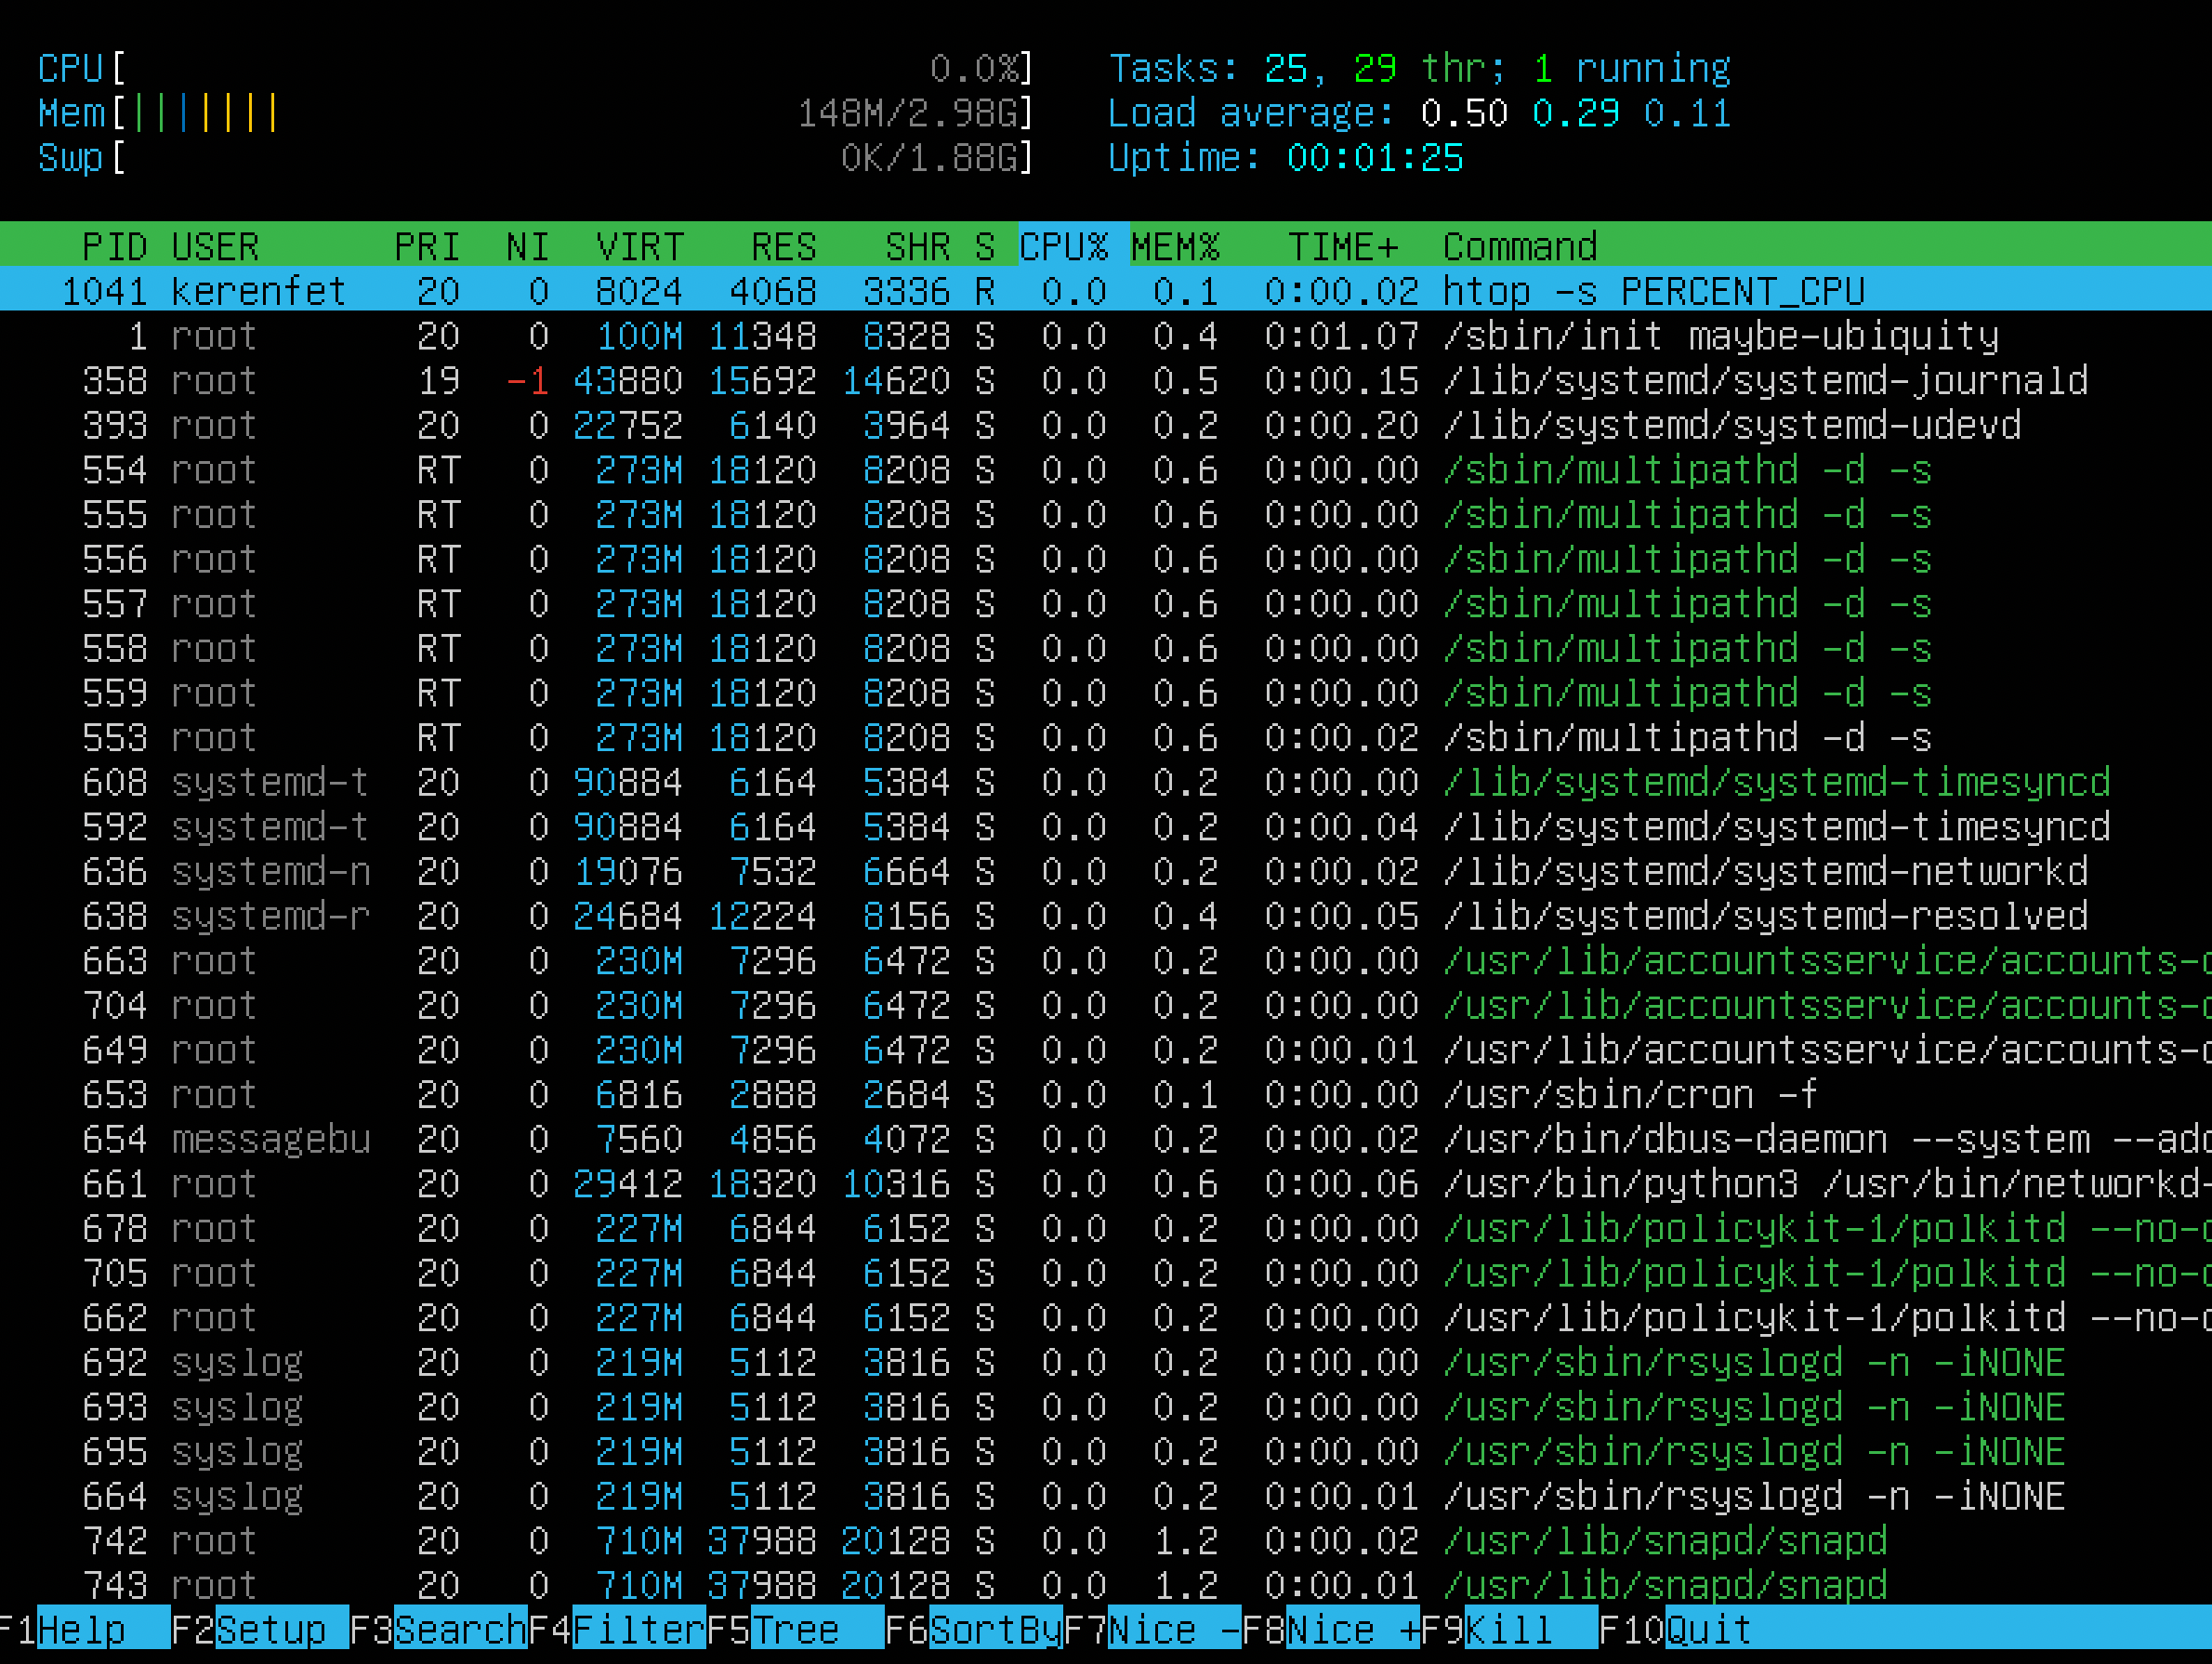 CPU[ 0.0%] Tasks: 25, 29 thr; 1 running
Mem[||||||| 148M/2.98G] Load average: 0.50 0.29 0.11
Swp[ 0K/1.88G] Uptime: 00:01:25
PID USER PRI NI VIRT RES SHR S CPU% MEM% TIME+ Command
1041 kerenfet 20 0 8024 4068 3336 R 0.0 0.1 0:00.02 htop -s PERCENT_CPU
1 root 20 0 100M 11348 8328 S 0.0 0.4 0:01.07 /sbin/init maybe-ubiquity
358 root 19 -1 43880 15692 14620 S 0.0 0.5 0:00.15 /lib/systemd/systemd-journald
393 root 20 0 22752 6140 3964 S 0.0 0.2 0:00.20 /lib/systemd/systemd-udevd
554 root RT 0 273M 18120 8208 S 0.0 0.6 0:00.00 /sbin/multipathd -d -s
555 root RT 0 273M 18120 8208 S 0.0 0.6 0:00.00 /sbin/multipathd -d -s
556 root RT 0 273M 18120 8208 S 0.0 0.6 0:00.00 /sbin/multipathd -d -s
557 root RT 0 273M 18120 8208 S 0.0 0.6 0:00.00 /sbin/multipathd -d -s
558 root RT 0 273M 18120 8208 S 0.0 0.6 0:00.00 /sbin/multipathd -d -s
559 root RT 0 273M 18120 8208 S 0.0 0.6 0:00.00 /sbin/multipathd -d -s
553 root RT 0 273M 18120 8208 S 0.0 0.6 0:00.02 /sbin/multipathd -d -s
608 systemd-t 20 0 90884 6164 5384 S 0.0 0.2 0:00.00 /lib/systemd/systemd-timesyncd
592 systemd-t 20 0 90884 6164 5384 S 0.0 0.2 0:00.04 /lib/systemd/systemd-timesyncd
636 systemd-n 20 0 19076 7532 6664 S 0.0 0.2 0:00.02 /lib/systemd/systemd-networkd
638 systemd-r 20 0 24684 12224 8156 S 0.0 0.4 0:00.05 /lib/systemd/systemd-resolved
663 root 20 0 230M 7296 6472 S 0.0 0.2 0:00.00 /usr/lib/accountsservice/accounts-d
704 root 20 0 230M 7296 6472 S 0.0 0.2 0:00.00 /usr/lib/accountsservice/accounts-d
649 root 20 0 230M 7296 6472 S 0.0 0.2 0:00.01 /usr/lib/accountsservice/accounts-d
653 root 20 0 6816 2888 2684 S 0.0 0.1 0:00.00 /usr/sbin/cron -f
654 messagebu 20 0 7560 4856 4072 S 0.0 0.2 0:00.02 /usr/bin/dbus-daemon --system --add
661 root 20 0 29412 18320 10316 S 0.0 0.6 0:00.06 /usr/bin/python3 /usr/bin/networkd-
678 root 20 0 227M 6844 6152 S 0.0 0.2 0:00.00 /usr/lib/policykit-1/polkitd --no-d
705 root 20 0 227M 6844 6152 S 0.0 0.2 0:00.00 /usr/lib/policykit-1/polkitd --no-d
662 root 20 0 227M 6844 6152 S 0.0 0.2 0:00.00 /usr/lib/policykit-1/polkitd --no-d
692 syslog 20 0 219M 5112 3816 S 0.0 0.2 0:00.00 /usr/sbin/rsyslogd -n -iNONE
693 syslog 20 0 219M 5112 3816 S 0.0 0.2 0:00.00 /usr/sbin/rsyslogd -n -iNONE
695 syslog 20 0 219M 5112 3816 S 0.0 0.2 0:00.00 /usr/sbin/rsyslogd -n -iNONE
664 syslog 20 0 219M 5112 3816 S 0.0 0.2 0:00.01 /usr/sbin/rsyslogd -n -iNONE
742 root 20 0 710M 37988 20128 S 0.0 1.2 0:00.02 /usr/lib/snapd/snapd
743 root 20 0 710M 37988 20128 S 0.0 1.2 0:00.01 /usr/lib/snapd/snapd
F1Help F2Setup F3SearchF4FilterF5Tree F6SortByF7Nice -F8Nice +F9Kill F10Quit